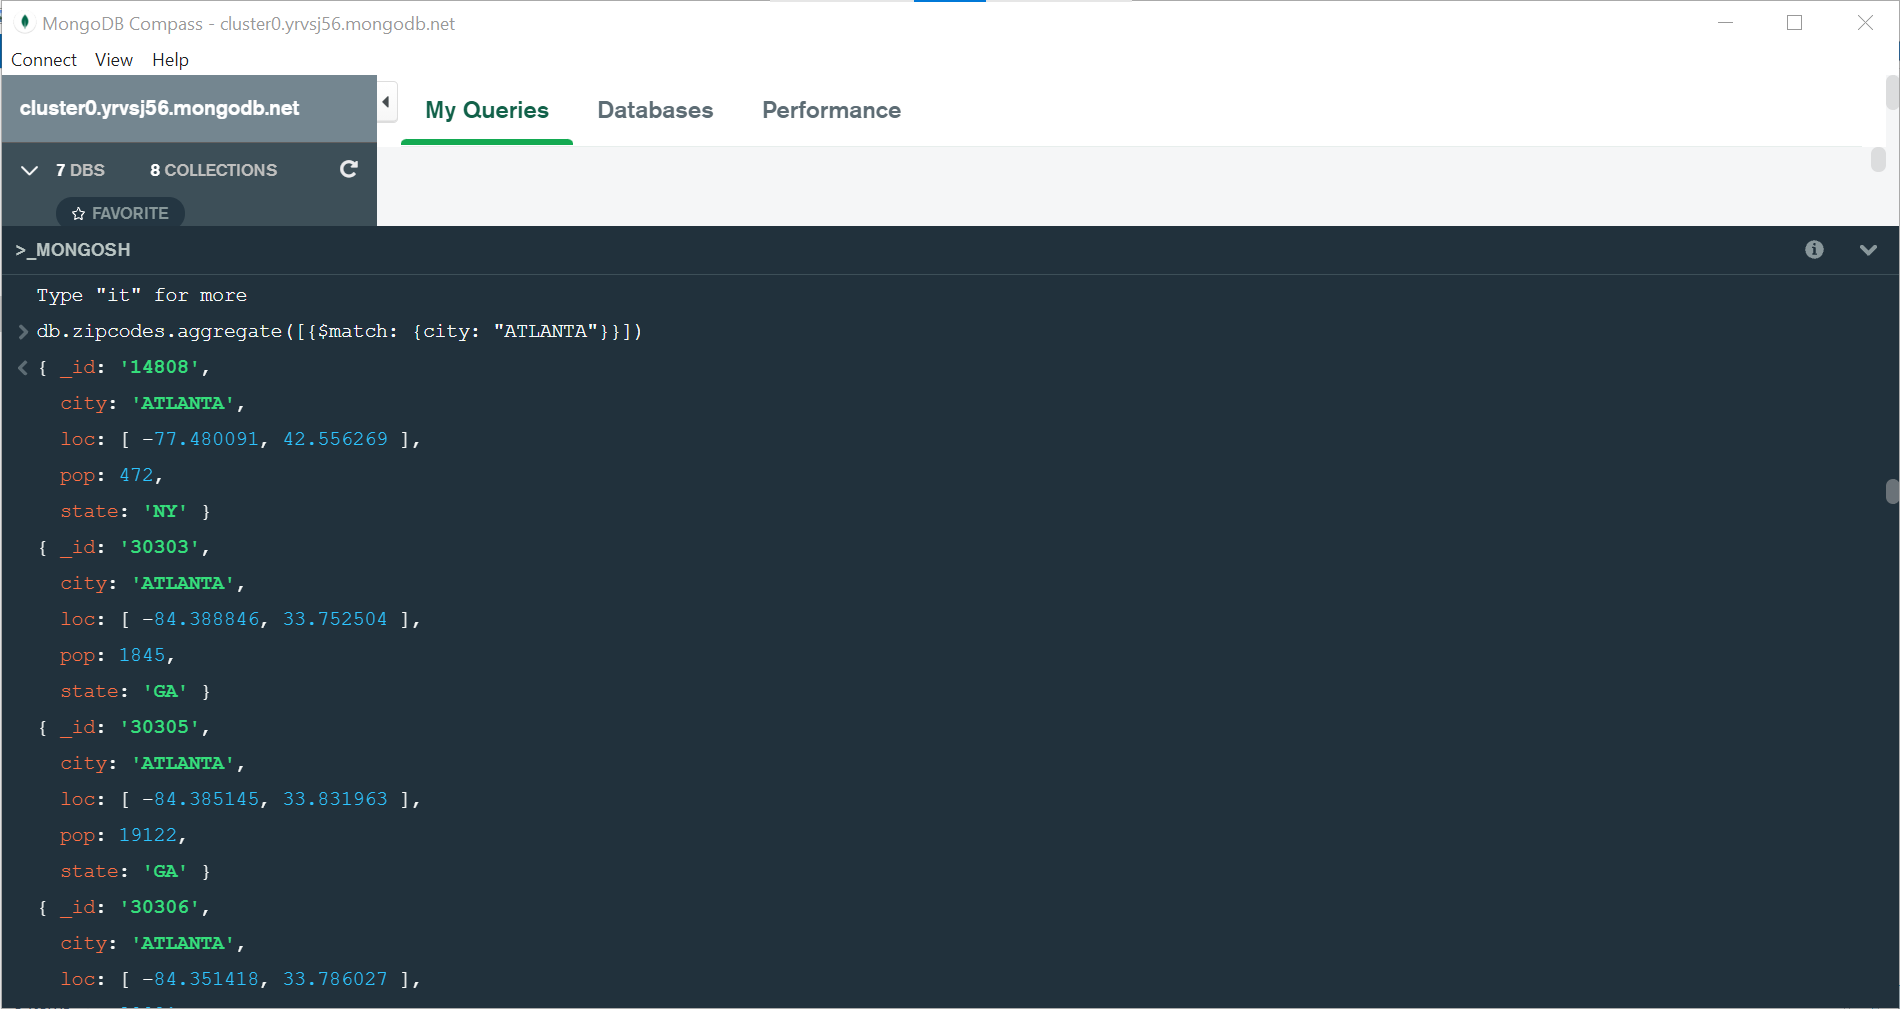 MongoDB Compass - cluster0.yrvsj56.mongodb.net
Connect View Help
cluster0.yrvsj56.mongodb.net
My Queries Databases Performance
7 DBS 8 COLLECTIONS
FAVORITE
>_MONGOSH
Type "it" for more
db.zipcodes.aggregate([{$match: {city: "ATLANTA"}}])
{ _id: '14808',
city: 'ATLANTA',
loc: [ -77.480091, 42.556269 ],
pop: 472,
state: 'NY' }
{ _id: '30303',
city: 'ATLANTA',
loc: [ -84.388846, 33.752504 ],
pop: 1845,
state: 'GA' }
{ _id: '30305',
city: 'ATLANTA',
loc: [ -84.385145, 33.831963 ],
pop: 19122,
state: 'GA' }
{ _id: '30306',
city: 'ATLANTA',
loc: [ -84.351418, 33.786027 ],